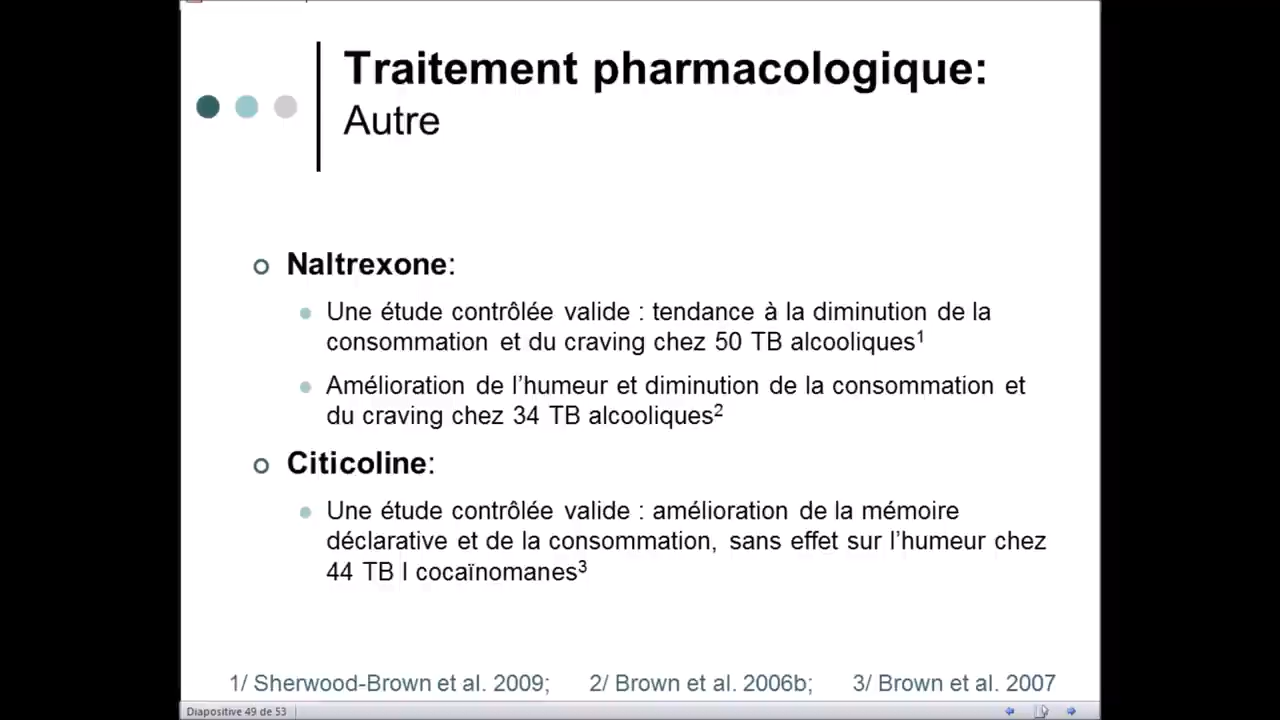 Traitement pharmacologique:
Autre
Naltrexone:
Une étude contrôlée valide : tendance à la diminution de la
consommation et du craving chez 50 TB alcooliques¹
Amélioration de l’humeur et diminution de la consommation et
du craving chez 34 TB alcooliques²
Citicoline:
Une étude contrôlée valide : amélioration de la mémoire
déclarative et de la consommation, sans effet sur l’humeur chez
44 TB I cocaïnomanes³
1/ Sherwood-Brown et al. 2009; 2/ Brown et al. 2006b; 3/ Brown et al. 2007
Diapositive 49 de 53